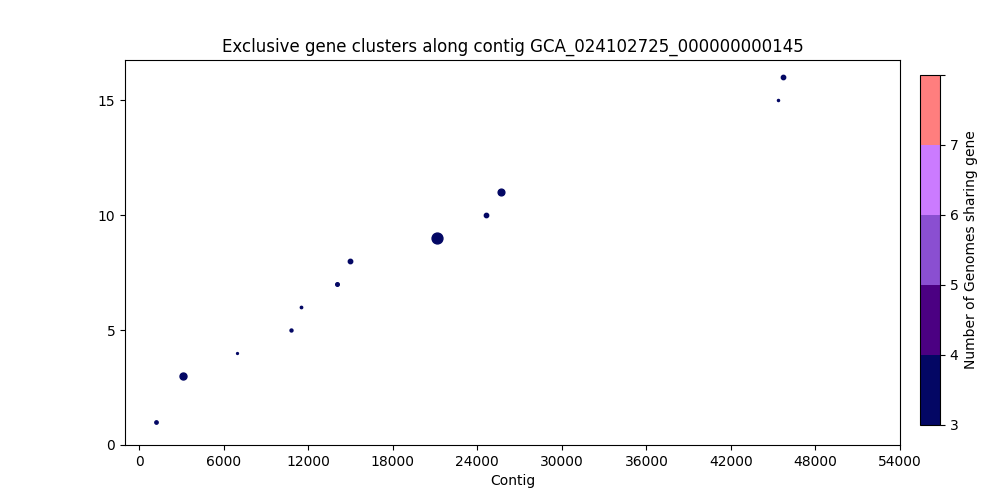 Exclusive gene clusters along contig GCA_024102725_000000000145
15
10
5
0
0 6000 12000 18000 24000 30000 36000 42000 48000 54000
Contig
7
6
5
4
3
Number of Genomes sharing gene